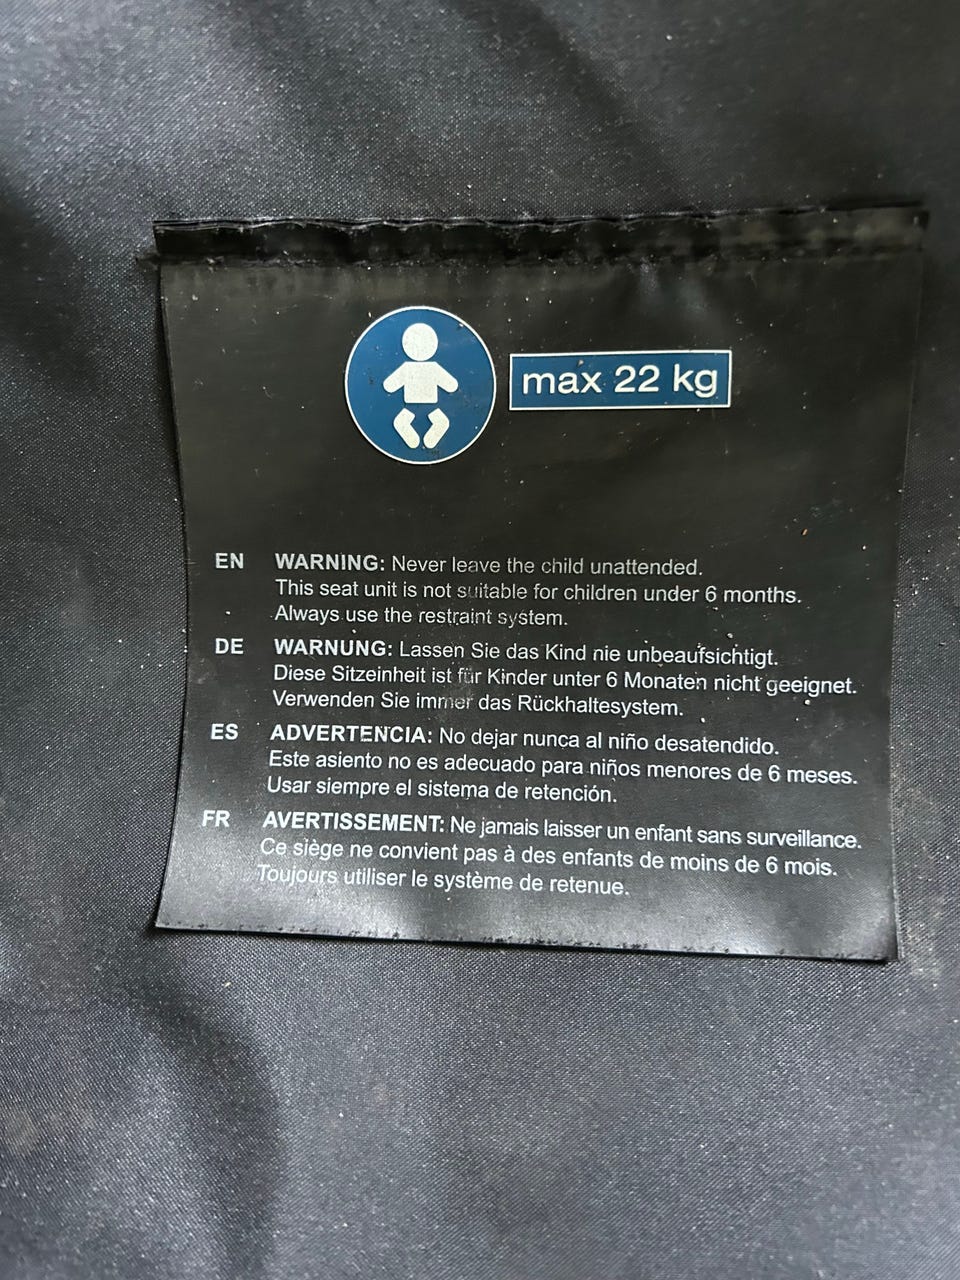 max 22 kg
EN WARNING: Never leave the child unattended.
This seat unit is not suitable for children under 6 months.
Always use the restraint system.
DE WARNUNG: Lassen Sie das Kind nie unbeaufsichtigt.
Diese Sitzeinheit ist für Kinder unter 6 Monaten nicht geeignet.
Verwenden Sie immer das Rückhaltesystem.
ES ADVERTENCIA: No dejar nunca al niño desatendido.
Este asiento no es adecuado para niños menores de 6 meses.
Usar siempre el sistema de retención.
FR AVERTISSEMENT: Ne jamais laisser un enfant sans surveillance.
Ce siège ne convient pas à des enfants de moins de 6 mois.
Toujours utiliser le système de retenue.